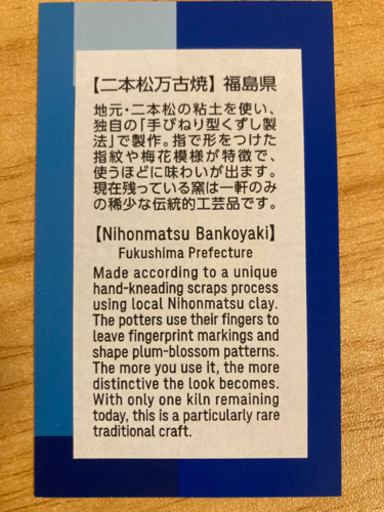 【二本松万古焼】福島県
地元・二本松の粘土を使い、
独自の「手びねり型くずし製
法」で製作。指で形をつけた
指紋や梅花模様が特徴で、
使うほどに味わいが出ます。
現在残っている窯は一軒のみ
の稀少な伝統的工芸品です。
【Nihonmatsu Bankoyaki】
Fukushima Prefecture
Made according to a unique
hand-kneading scraps process
using local Nihonmatsu clay.
The potters use their fingers to
leave fingerprint markings and
shape plum-blossom patterns.
The more you use it, the more
distinctive the look becomes.
With only one kiln remaining
today, this is a particularly rare
traditional craft.